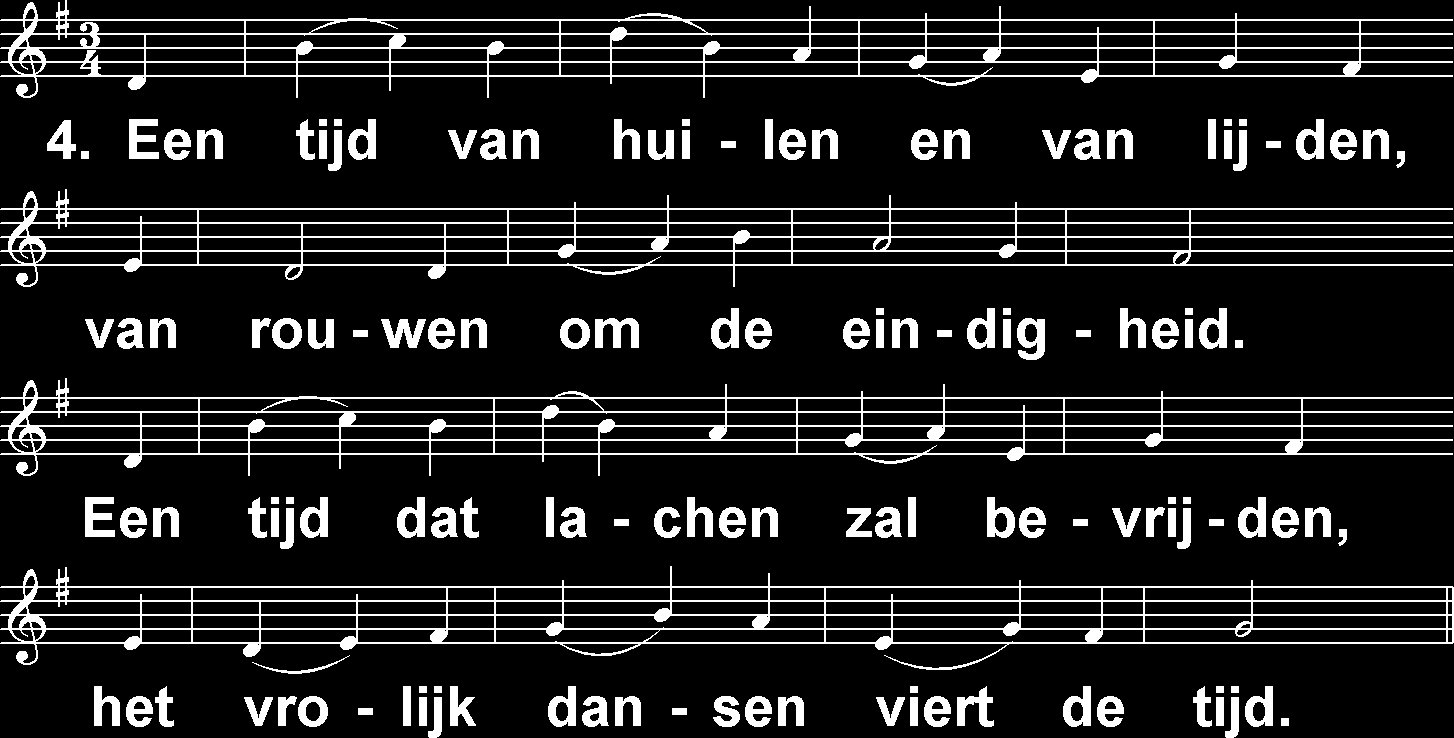 4. Een tijd van hui - len en van lij - den,
van rou - wen om de ein - dig - heid.
Een tijd dat la - chen zal be - vrij - den,
het vro - lijk dan - sen viert de tijd.